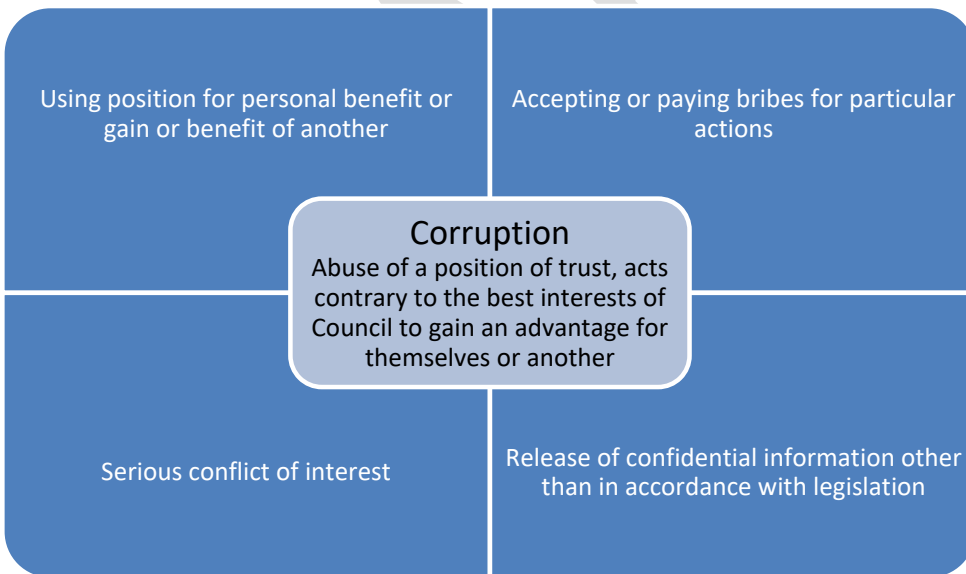 Using position for personal benefit or
gain or benefit of another
Accepting or paying bribes for particular
actions
Corruption
Abuse of a position of trust, acts
contrary to the best interests of
Council to gain an advantage for
themselves or another
Serious conflict of interest
Release of confidential information other
than in accordance with legislation